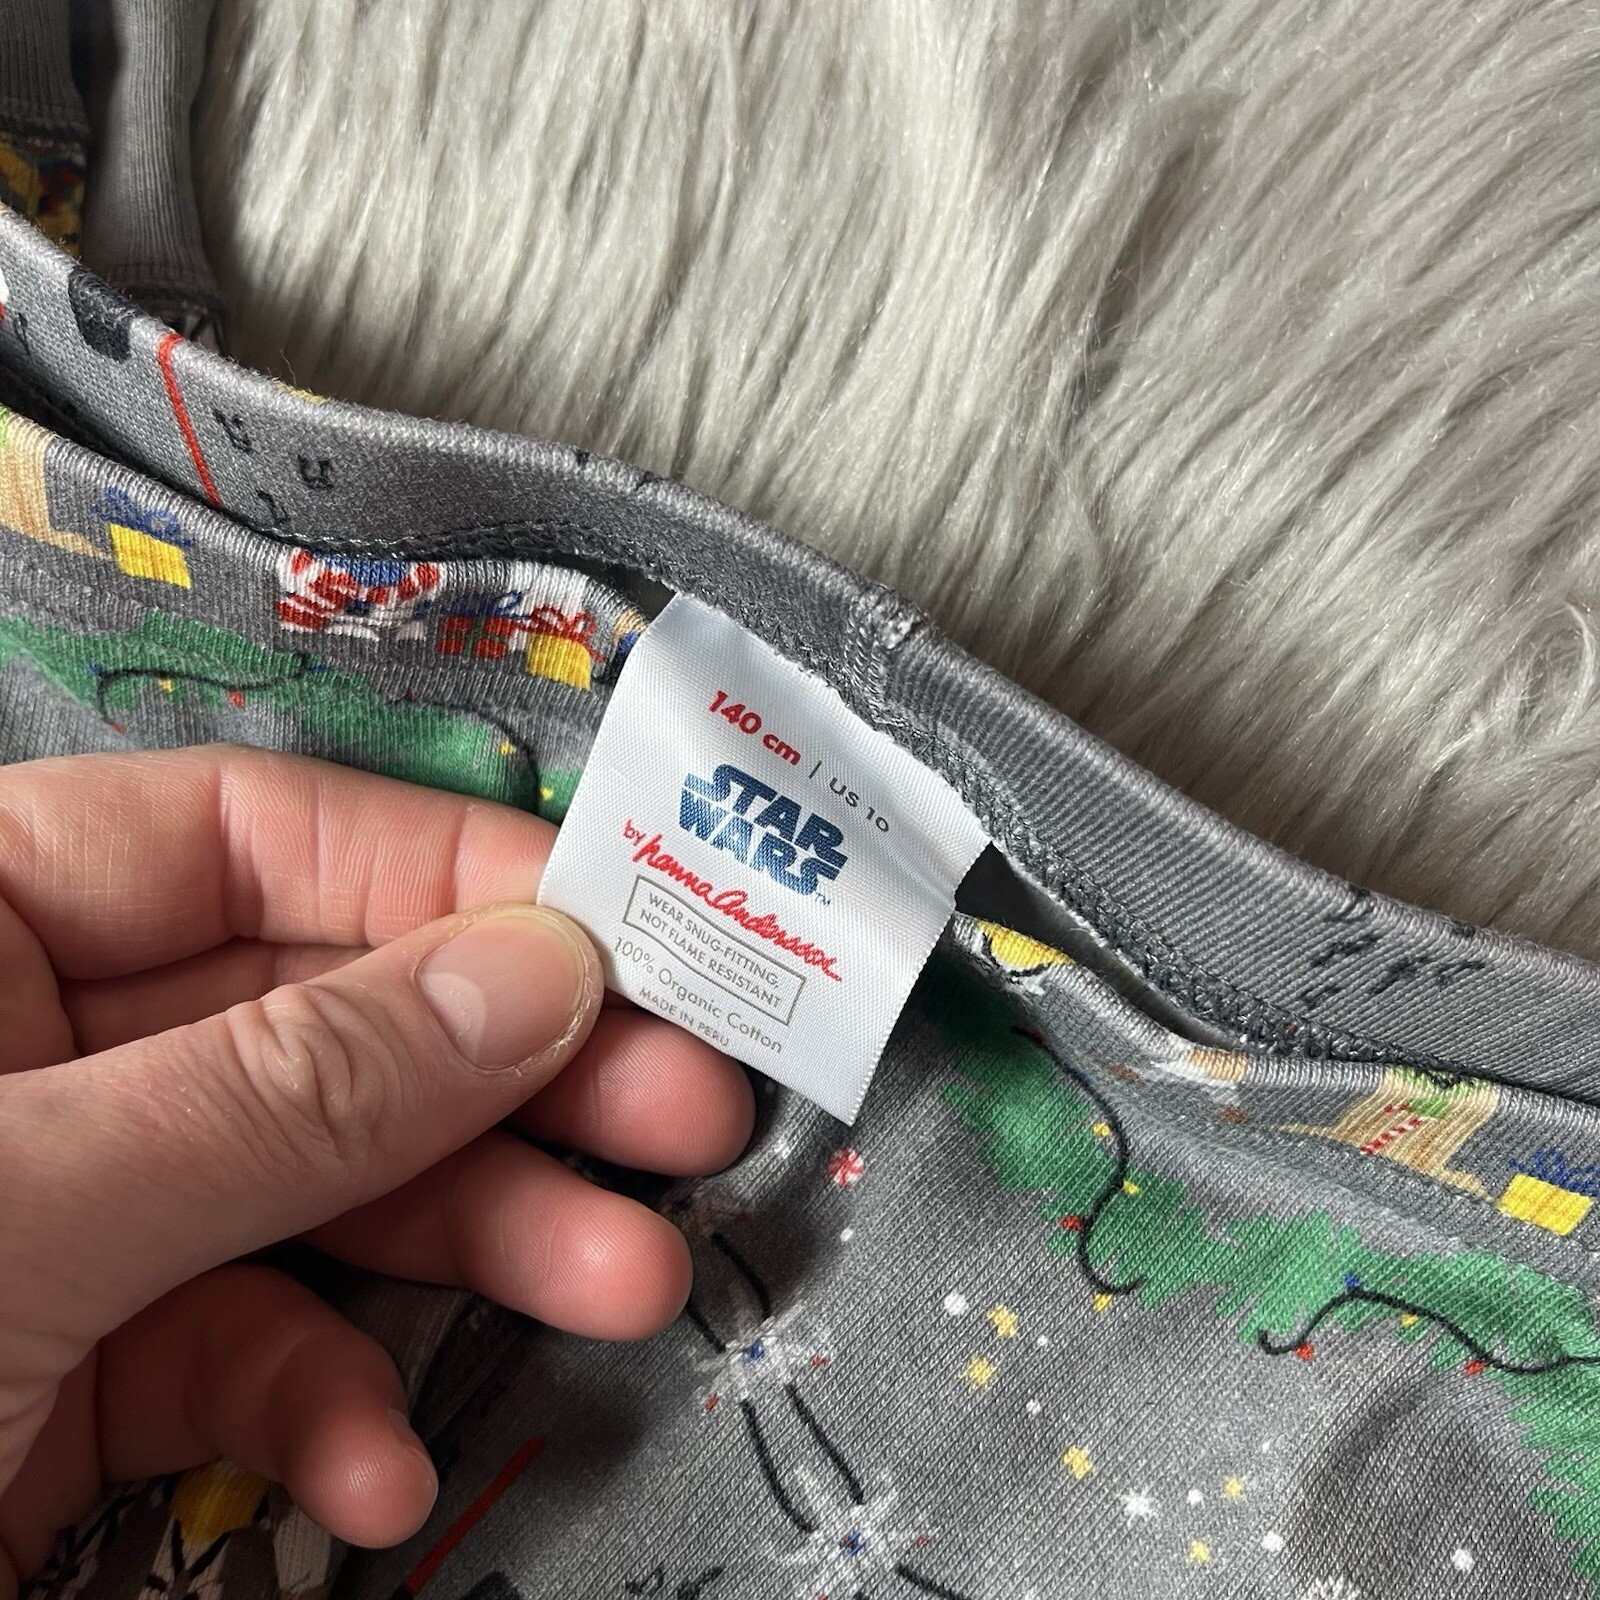 140 cm | US 10
STAR
WARS™
by hanna Andersson
WEAR SNUG-FITTING,
NOT FLAME RESISTANT
100% Organic Cotton
MADE IN PERU